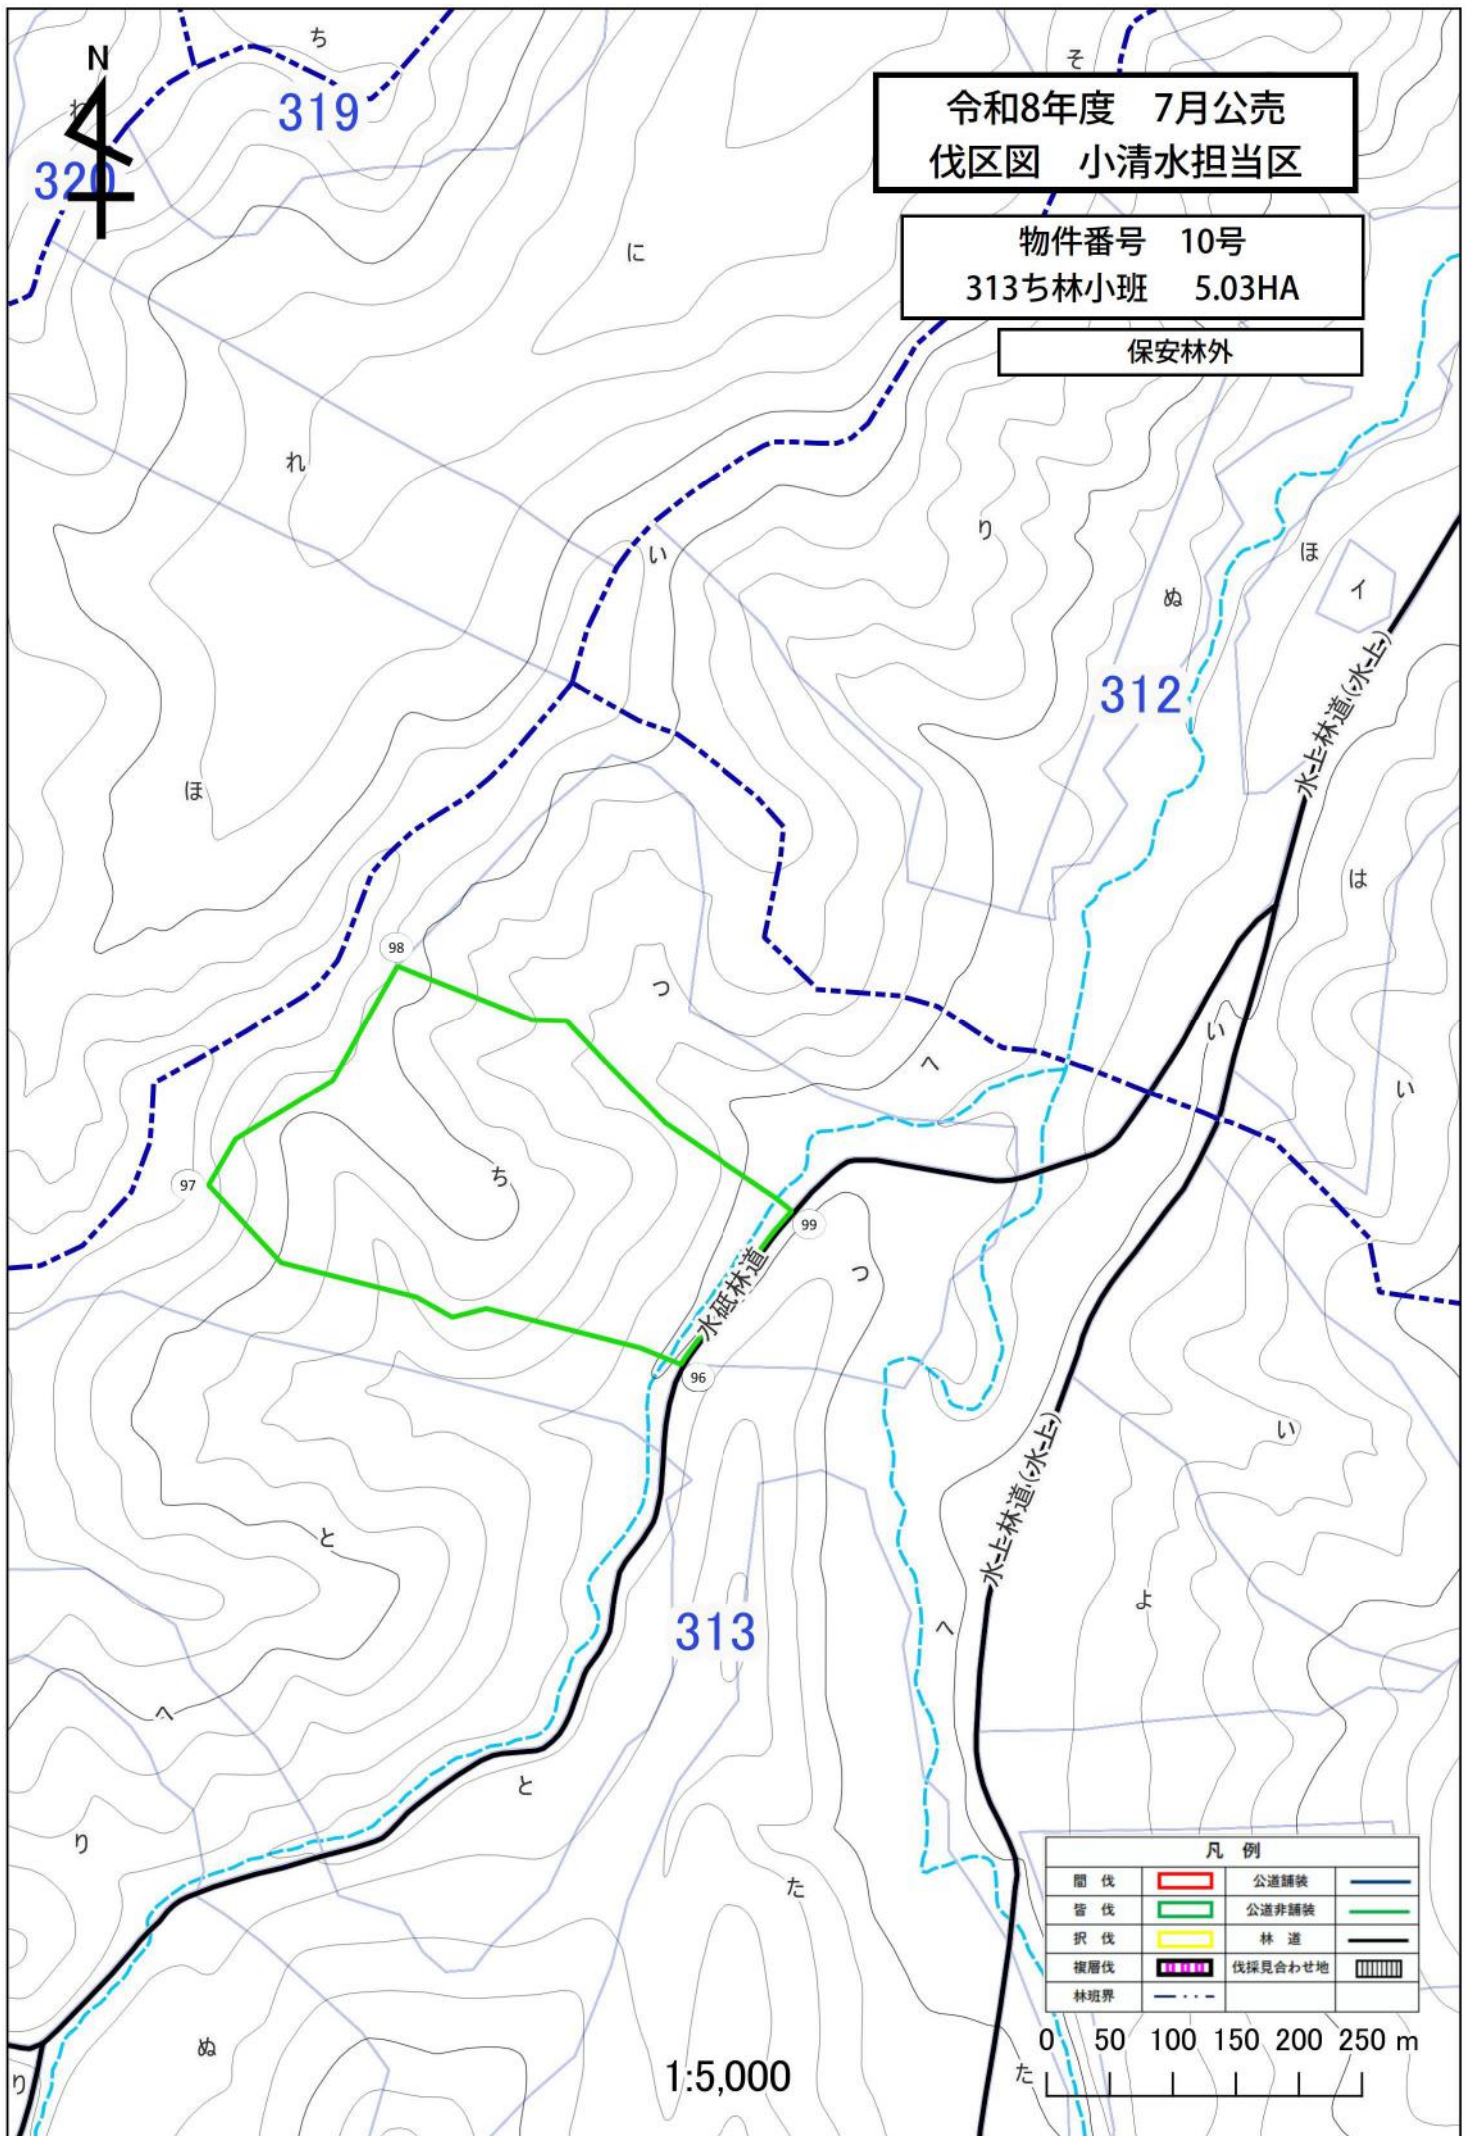 N
ち
そ
わ
319
320
令和8年度　7月公売
伐区図　小清水担当区
物件番号　10号
313ち林小班　5.03HA
保安林外
に
れ
り
い
ほ
イ
ぬ
312
水上林道(水上)
ほ
は
98
つ
へ
い
い
97
ち
99
水砥林道
つ
96
い
水上林道(水上)
と
よ
313
へ
へ
と
り
た
ぬ
り
た
凡　例
間　伐　公道舗装
皆　伐　公道非舗装
択　伐　林　道
複層伐　伐採見合わせ地
林班界
0 50 100 150 200 250 m
1:5,000